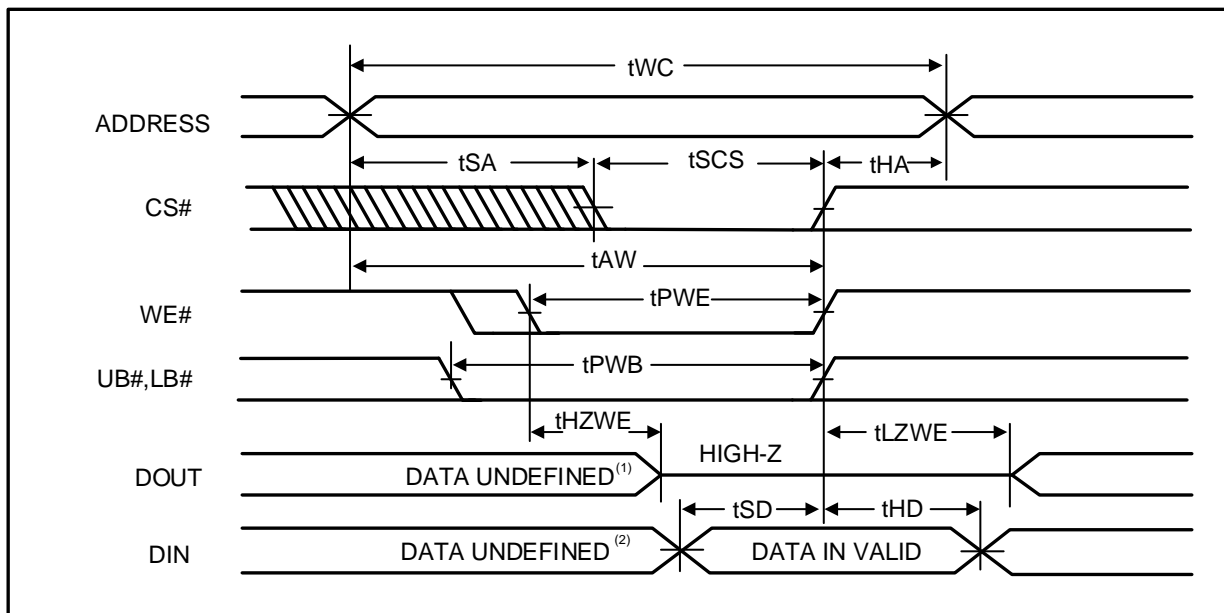 tWC
ADDRESS
tSA
tSCS
tHA
CS#
tAW
WE#
tPWE
UB#,LB#
tPWB
tHZWE
tLZWE
HIGH-Z
DOUT
DATA UNDEFINED(1)
tSD
tHD
DIN
DATA UNDEFINED (2)
DATA IN VALID